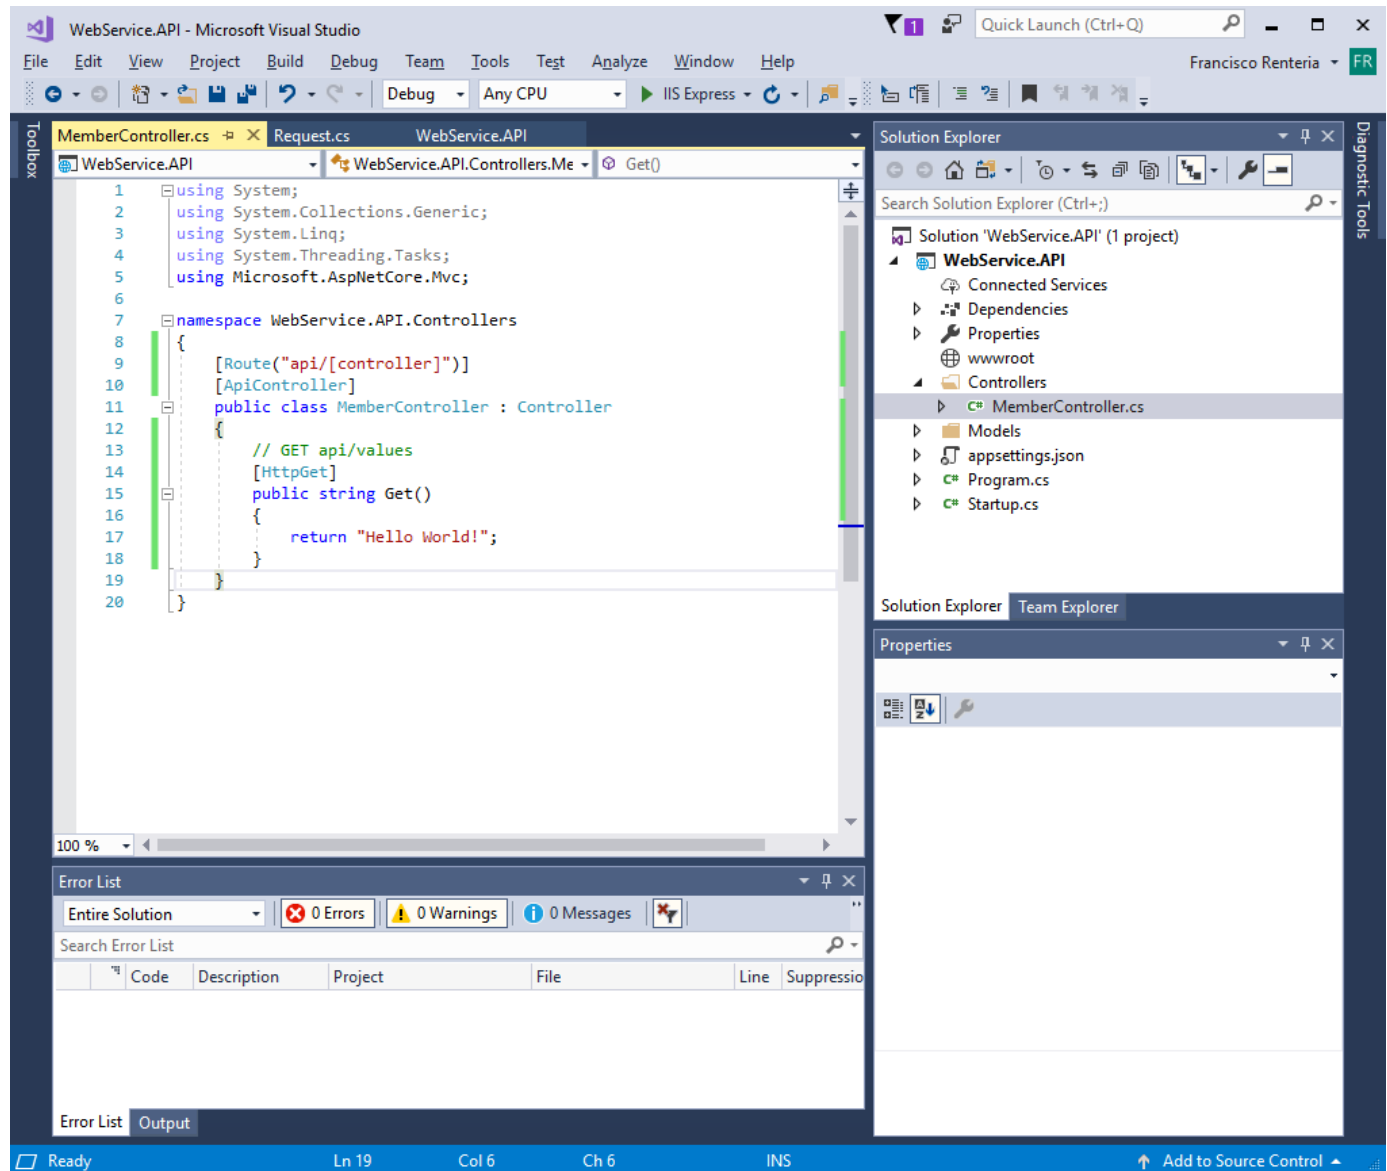 WebService.API - Microsoft Visual Studio
1
Quick Launch (Ctrl+Q)
File Edit View Project Build Debug Team Tools Test Analyze Window Help
Francisco Renteria
FR
Debug Any CPU IIS Express
Toolbox
MemberController.cs Request.cs WebService.API
WebService.API WebService.API.Controllers.Me Get()
1 using System;
2 using System.Collections.Generic;
3 using System.Linq;
4 using System.Threading.Tasks;
5 using Microsoft.AspNetCore.Mvc;
6
7 namespace WebService.API.Controllers
8 {
9 [Route("api/[controller]")]
10 [ApiController]
11 public class MemberController : Controller
12 {
13 // GET api/values
14 [HttpGet]
15 public string Get()
16 {
17 return "Hello World!";
18 }
19 }
20 }
100 %
Solution Explorer
Search Solution Explorer (Ctrl+;)
Solution 'WebService.API' (1 project)
WebService.API
Connected Services
Dependencies
Properties
wwwroot
Controllers
C# MemberController.cs
Models
appsettings.json
C# Program.cs
C# Startup.cs
Solution Explorer Team Explorer
Diagnostic Tools
Properties
Error List
Entire Solution 0 Errors 0 Warnings 0 Messages
Search Error List
Code Description Project File Line Suppressio
Error List Output
Ready Ln 19 Col 6 Ch 6 INS Add to Source Control